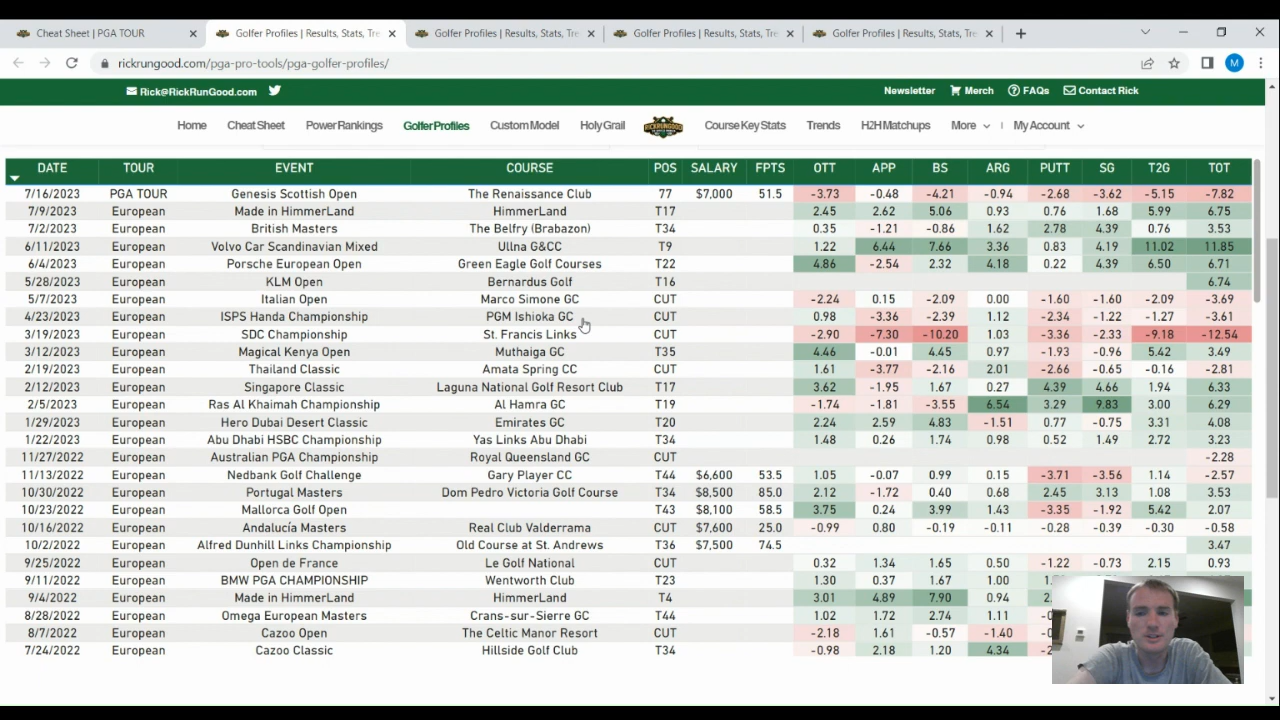 Cheat Sheet | PGA TOUR × Golfer Profiles | Results, Stats, Tre × Golfer Profiles | Results, Stats, Tre × Golfer Profiles | Results, Stats, Tre × Golfer Profiles | Results, Stats, Tre × +
rickrungood.com/pga-pro-tools/pga-golfer-profiles/ M
Rick@RickRunGood.com Newsletter Merch FAQs Contact Rick
Home Cheat Sheet Power Rankings Golfer Profiles Custom Model Holy Grail RICKRUNGOOD Course Key Stats Trends H2H Matchups More | My Account
DATE TOUR EVENT COURSE POS SALARY FPTS OTT APP BS ARG PUTT SG T2G TOT
7/16/2023 PGA TOUR Genesis Scottish Open The Renaissance Club 77 $7,000 51.5 -3.73 -0.48 -4.21 -0.94 -2.68 -3.62 -5.15 -7.82
7/9/2023 European Made in HimmerLand HimmerLand T17 2.45 2.62 5.06 0.93 0.76 1.68 5.99 6.75
7/2/2023 European British Masters The Belfry (Brabazon) T34 0.35 -1.21 -0.86 1.62 2.78 4.39 0.76 3.53
6/11/2023 European Volvo Car Scandinavian Mixed Ullna G&CC T9 1.22 6.44 7.66 3.36 0.83 4.19 11.02 11.85
6/4/2023 European Porsche European Open Green Eagle Golf Courses T22 4.86 -2.54 2.32 4.18 0.22 4.39 6.50 6.71
5/28/2023 European KLM Open Bernardus Golf T16 6.74
5/7/2023 European Italian Open Marco Simone GC CUT -2.24 0.15 -2.09 0.00 -1.60 -1.60 -2.09 -3.69
4/23/2023 European ISPS Handa Championship PGM Ishioka GC CUT 0.98 -3.36 -2.39 1.12 -2.34 -1.22 -1.27 -3.61
3/19/2023 European SDC Championship St. Francis Links CUT -2.90 -7.30 -10.20 1.03 -3.36 -2.33 -9.18 -12.54
3/12/2023 European Magical Kenya Open Muthaiga GC T35 4.46 -0.01 4.45 0.97 -1.93 -0.96 5.42 3.49
2/19/2023 European Thailand Classic Amata Spring CC CUT 1.61 -3.77 -2.16 2.01 -2.66 -0.65 -0.16 -2.81
2/12/2023 European Singapore Classic Laguna National Golf Resort Club T17 3.62 -1.95 1.67 0.27 4.39 4.66 1.94 6.33
2/5/2023 European Ras Al Khaimah Championship Al Hamra GC T19 -1.74 -1.81 -3.55 6.54 3.29 9.83 3.00 6.29
1/29/2023 European Hero Dubai Desert Classic Emirates GC T20 2.24 2.59 4.83 -1.51 0.77 -0.75 3.31 4.08
1/22/2023 European Abu Dhabi HSBC Championship Yas Links Abu Dhabi T34 1.48 0.26 1.74 0.98 0.52 1.49 2.72 3.23
11/27/2022 European Australian PGA Championship Royal Queensland GC CUT -2.28
11/13/2022 European Nedbank Golf Challenge Gary Player CC T44 $6,600 53.5 1.05 -0.07 0.99 0.15 -3.71 -3.56 1.14 -2.57
10/30/2022 European Portugal Masters Dom Pedro Victoria Golf Course T34 $8,500 85.0 2.12 -1.72 0.40 0.68 2.45 3.13 1.08 3.53
10/23/2022 European Mallorca Golf Open T43 $8,100 58.5 3.75 0.24 3.99 1.43 -3.35 -1.92 5.42 2.07
10/16/2022 European Andalucía Masters Real Club Valderrama CUT $7,600 25.0 -0.99 0.80 -0.19 -0.11 -0.28 -0.39 -0.30 -0.58
10/2/2022 European Alfred Dunhill Links Championship Old Course at St. Andrews T36 $7,500 74.5 3.47
9/25/2022 European Open de France Le Golf National CUT 0.32 1.34 1.65 0.50 -1.22 -0.73 2.15 0.93
9/11/2022 European BMW PGA CHAMPIONSHIP Wentworth Club T23 1.30 0.37 1.67 1.00
9/4/2022 European Made in HimmerLand HimmerLand T4 3.01 4.89 7.90 0.94
8/28/2022 European Omega European Masters Crans-sur-Sierre GC T44 1.02 1.72 2.74 1.11
8/7/2022 European Cazoo Open The Celtic Manor Resort CUT -2.18 1.61 -0.57 -1.40
7/24/2022 European Cazoo Classic Hillside Golf Club T34 -0.98 2.18 1.20 4.34